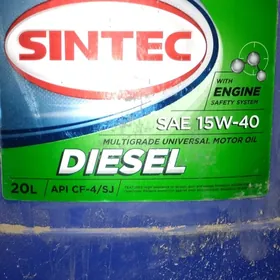 SINTEC
WITH
ENGINE
SAFETY SYSTEM
SAE 15W-40
MULTIGRADE UNIVERSAL MOTOR OIL
DIESEL
20L API CF-4/SJ